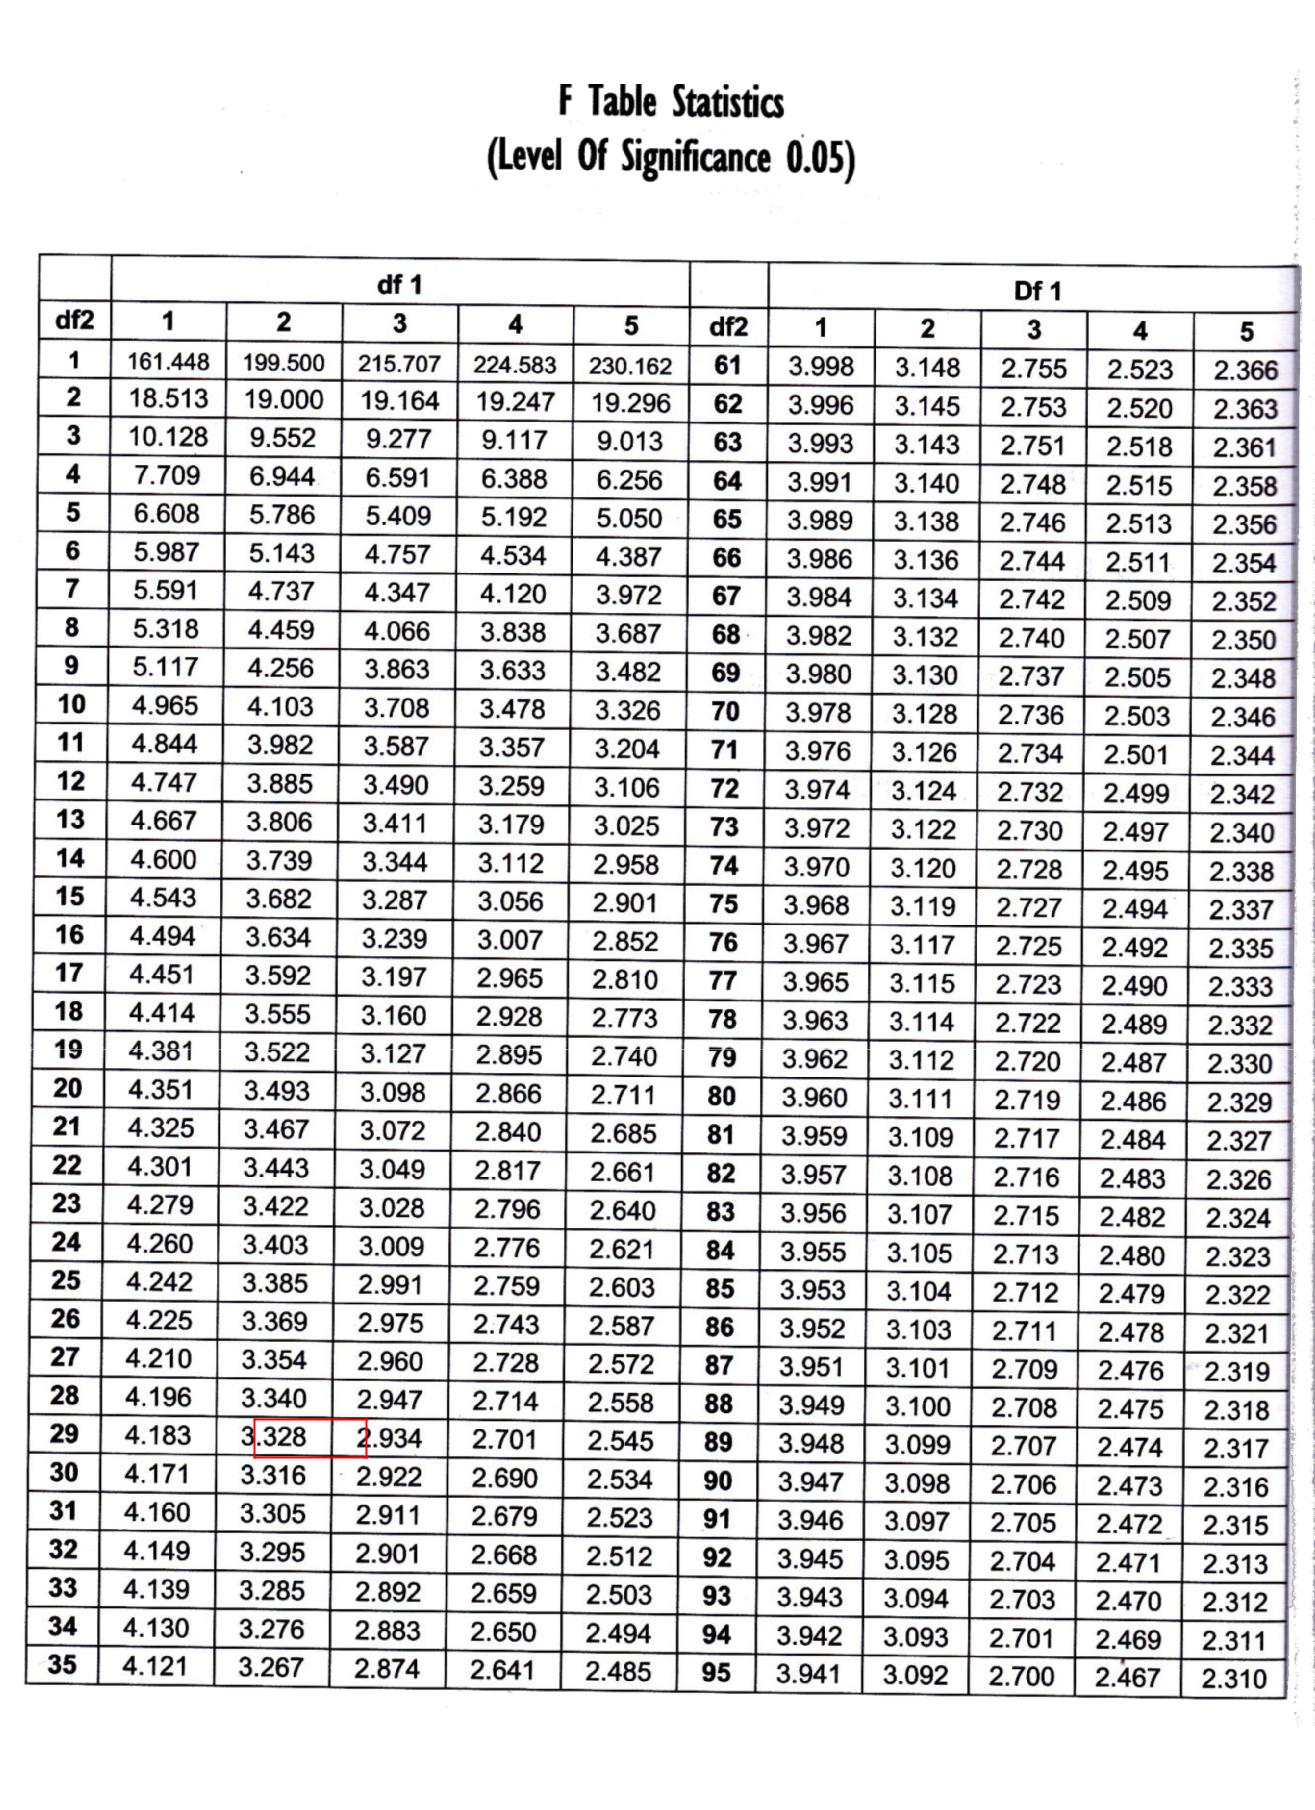 F Table Statistics
(Level Of Significance 0.05)
df 1 Df 1
df2 1 2 3 4 5 df2 1 2 3 4 5
1 161.448 199.500 215.707 224.583 230.162 61 3.998 3.148 2.755 2.523 2.366
2 18.513 19.000 19.164 19.247 19.296 62 3.996 3.145 2.753 2.520 2.363
3 10.128 9.552 9.277 9.117 9.013 63 3.993 3.143 2.751 2.518 2.361
4 7.709 6.944 6.591 6.388 6.256 64 3.991 3.140 2.748 2.515 2.358
5 6.608 5.786 5.409 5.192 5.050 65 3.989 3.138 2.746 2.513 2.356
6 5.987 5.143 4.757 4.534 4.387 66 3.986 3.136 2.744 2.511 2.354
7 5.591 4.737 4.347 4.120 3.972 67 3.984 3.134 2.742 2.509 2.352
8 5.318 4.459 4.066 3.838 3.687 68 3.982 3.132 2.740 2.507 2.350
9 5.117 4.256 3.863 3.633 3.482 69 3.980 3.130 2.737 2.505 2.348
10 4.965 4.103 3.708 3.478 3.326 70 3.978 3.128 2.736 2.503 2.346
11 4.844 3.982 3.587 3.357 3.204 71 3.976 3.126 2.734 2.501 2.344
12 4.747 3.885 3.490 3.259 3.106 72 3.974 3.124 2.732 2.499 2.342
13 4.667 3.806 3.411 3.179 3.025 73 3.972 3.122 2.730 2.497 2.340
14 4.600 3.739 3.344 3.112 2.958 74 3.970 3.120 2.728 2.495 2.338
15 4.543 3.682 3.287 3.056 2.901 75 3.968 3.119 2.727 2.494 2.337
16 4.494 3.634 3.239 3.007 2.852 76 3.967 3.117 2.725 2.492 2.335
17 4.451 3.592 3.197 2.965 2.810 77 3.965 3.115 2.723 2.490 2.333
18 4.414 3.555 3.160 2.928 2.773 78 3.963 3.114 2.722 2.489 2.332
19 4.381 3.522 3.127 2.895 2.740 79 3.962 3.112 2.720 2.487 2.330
20 4.351 3.493 3.098 2.866 2.711 80 3.960 3.111 2.719 2.486 2.329
21 4.325 3.467 3.072 2.840 2.685 81 3.959 3.109 2.717 2.484 2.327
22 4.301 3.443 3.049 2.817 2.661 82 3.957 3.108 2.716 2.483 2.326
23 4.279 3.422 3.028 2.796 2.640 83 3.956 3.107 2.715 2.482 2.324
24 4.260 3.403 3.009 2.776 2.621 84 3.955 3.105 2.713 2.480 2.323
25 4.242 3.385 2.991 2.759 2.603 85 3.953 3.104 2.712 2.479 2.322
26 4.225 3.369 2.975 2.743 2.587 86 3.952 3.103 2.711 2.478 2.321
27 4.210 3.354 2.960 2.728 2.572 87 3.951 3.101 2.709 2.476 2.319
28 4.196 3.340 2.947 2.714 2.558 88 3.949 3.100 2.708 2.475 2.318
29 4.183 3.328 2.934 2.701 2.545 89 3.948 3.099 2.707 2.474 2.317
30 4.171 3.316 2.922 2.690 2.534 90 3.947 3.098 2.706 2.473 2.316
31 4.160 3.305 2.911 2.679 2.523 91 3.946 3.097 2.705 2.472 2.315
32 4.149 3.295 2.901 2.668 2.512 92 3.945 3.095 2.704 2.471 2.313
33 4.139 3.285 2.892 2.659 2.503 93 3.943 3.094 2.703 2.470 2.312
34 4.130 3.276 2.883 2.650 2.494 94 3.942 3.093 2.701 2.469 2.311
35 4.121 3.267 2.874 2.641 2.485 95 3.941 3.092 2.700 2.467 2.310